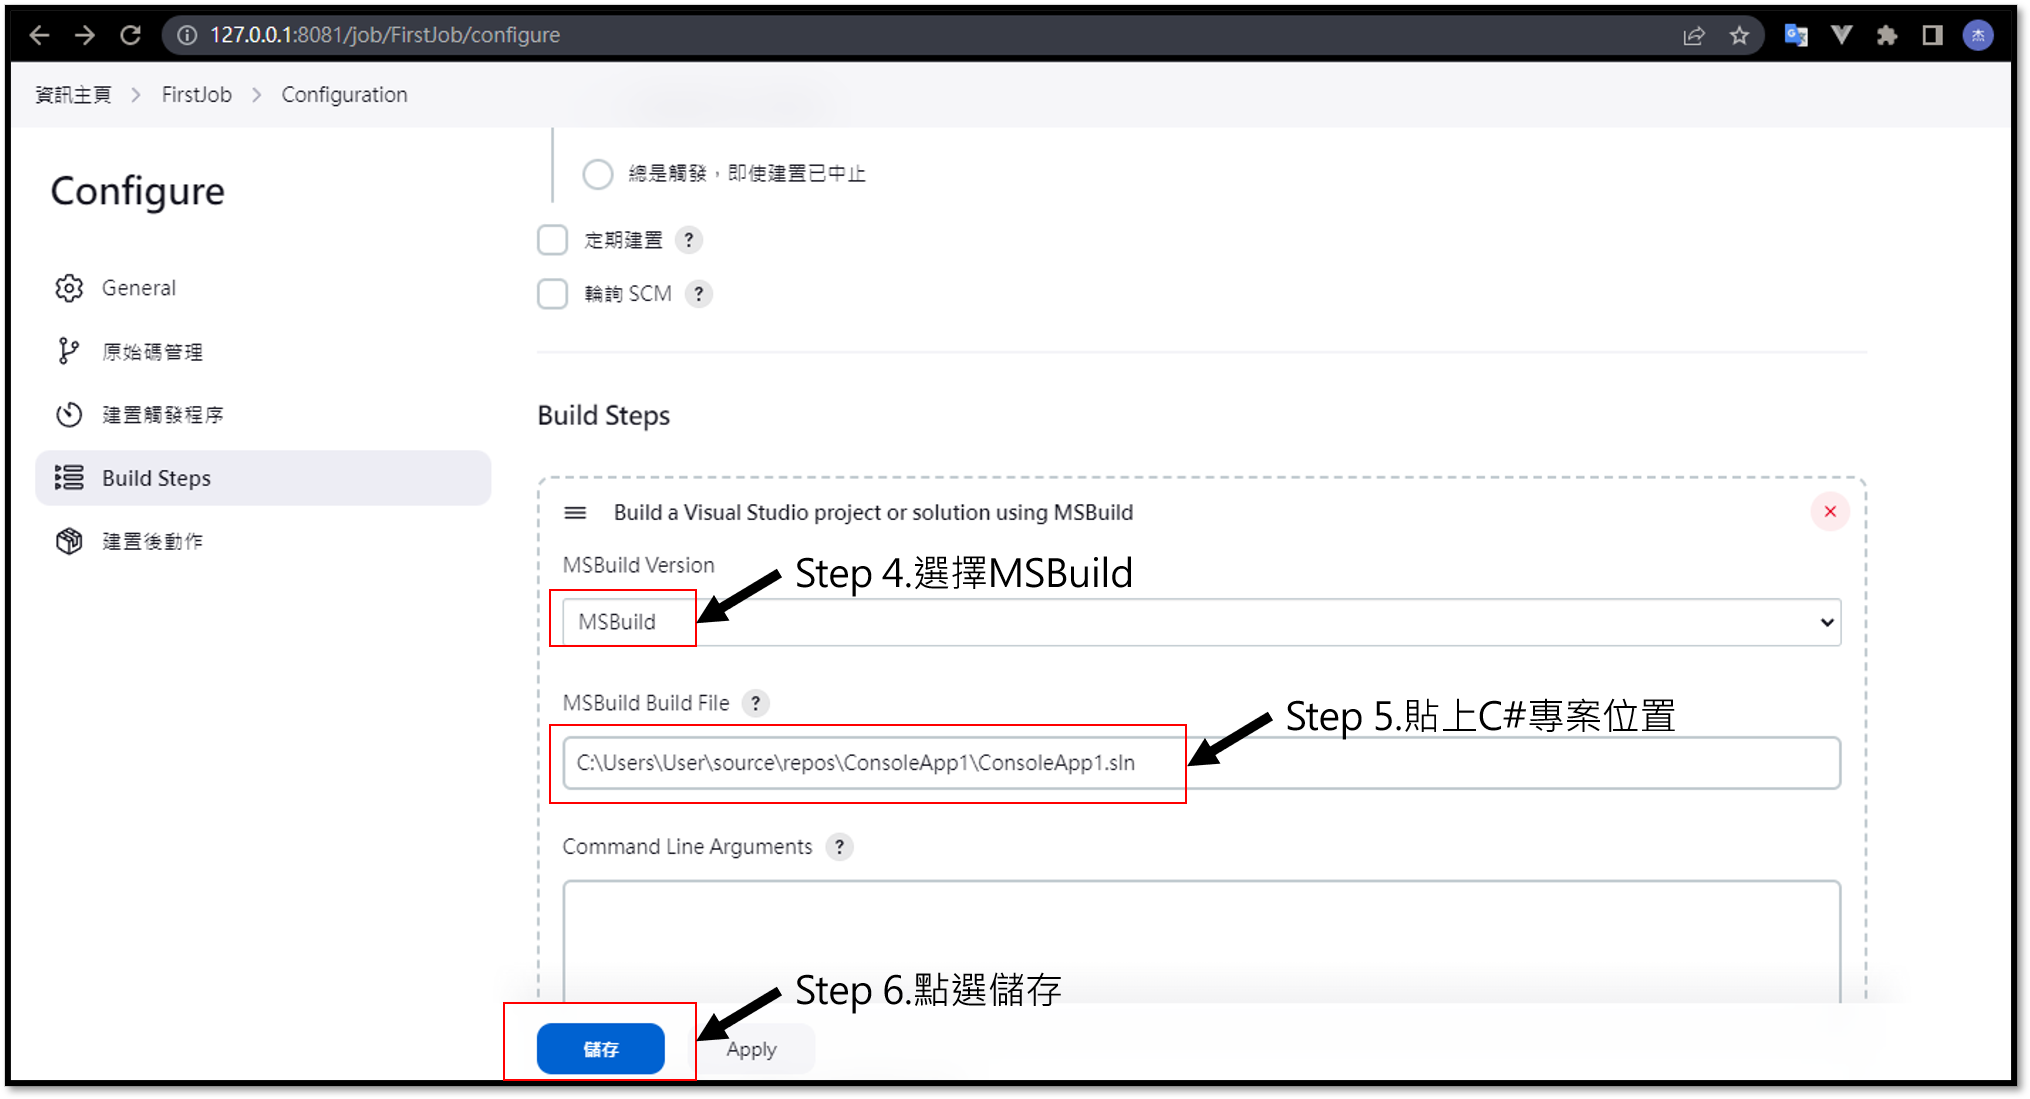 127.0.0.1:8081/job/FirstJob/configure
杰
資訊主頁 > FirstJob > Configuration
Configure
General
原始碼管理
建置觸發程序
Build Steps
建置後動作
總是觸發，即使建置已中止
定期建置 ?
輪詢 SCM ?
Build Steps
Build a Visual Studio project or solution using MSBuild
MSBuild Version
Step 4.選擇MSBuild
MSBuild
MSBuild Build File ?
Step 5.貼上C#專案位置
C:\Users\User\source\repos\ConsoleApp1\ConsoleApp1.sln
Command Line Arguments ?
Step 6.點選儲存
儲存
Apply